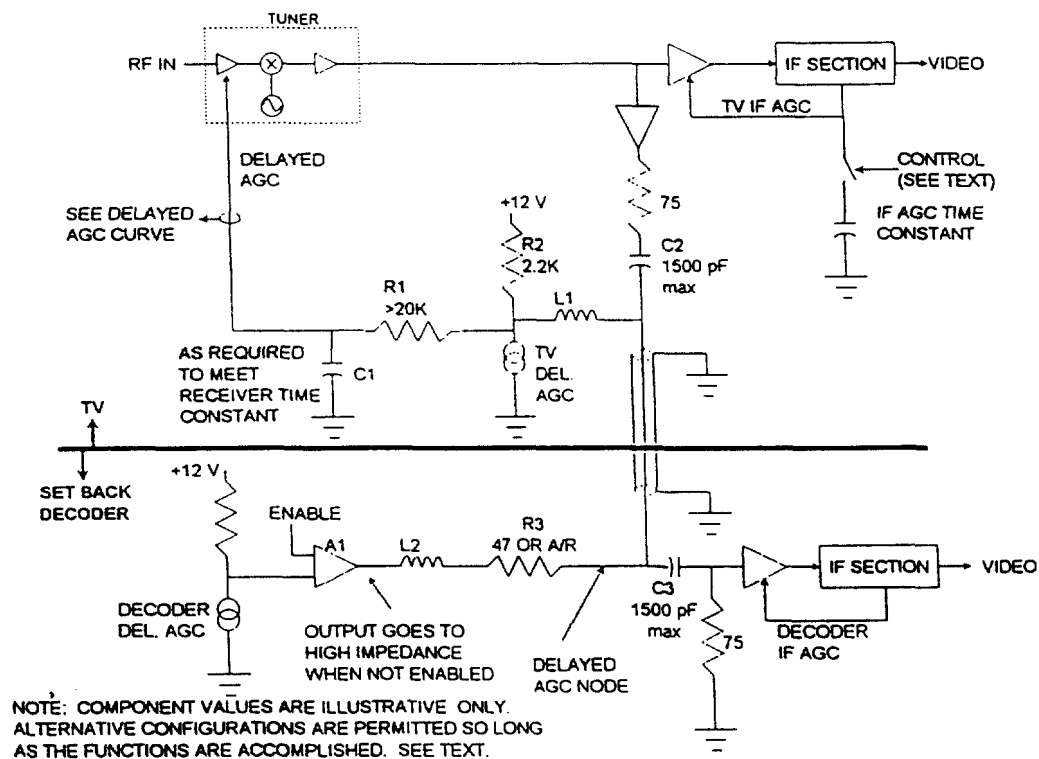 TUNER
RF IN
IF SECTION
VIDEO
TV IF AGC
DELAYED
AGC
CONTROL
(SEE TEXT)
+12 V
75
SEE DELAYED
AGC CURVE
IF AGC TIME
CONSTANT
R2
2.2K
C2
1500 pF
max
R1
>20K
L1
AS REQUIRED
TO MEET
RECEIVER TIME
CONSTANT
C1
TV
DEL.
AGC
TV
SET BACK
DECODER
+12 V
ENABLE
A1
L2
R3
47 OR A/R
C3
1500 pF
max
IF SECTION
VIDEO
DECODER
DEL. AGC
OUTPUT GOES TO
HIGH IMPEDANCE
WHEN NOT ENABLED
DELAYED
AGC NODE
75
DECODER
IF AGC
NOTE: COMPONENT VALUES ARE ILLUSTRATIVE ONLY.
ALTERNATIVE CONFIGURATIONS ARE PERMITTED SO LONG
AS THE FUNCTIONS ARE ACCOMPLISHED. SEE TEXT.